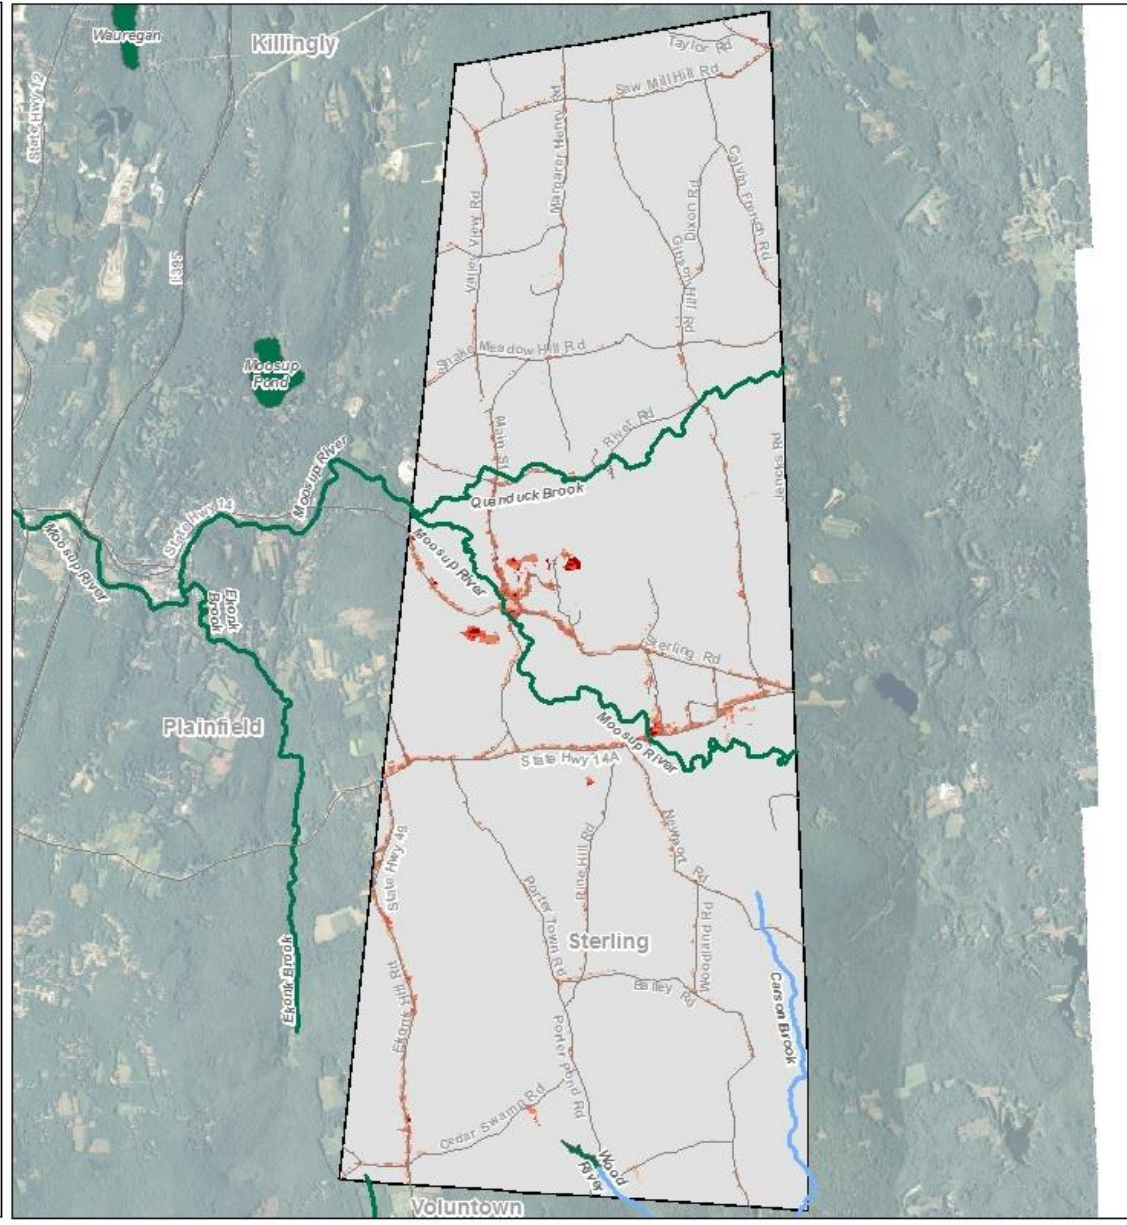 Wauregan
Killingly
State Hwy 12
Taylor Rd
Saw Mill Hill Rd
Margaret Henry Rd
Calvin French Rd
Dixon Rd
Valley View Rd
Gibson Hill Rd
I 395
Snake Meadow Hill Rd
Moosup
Pond
River Rd
Main St
Jencks Rd
Moosup River
Quanduck Brook
State Hwy 14
Moosup River
Moosup River
Ekonk
Brook
Sterling Rd
Plainfield
Moosup River
State Hwy 14A
State Hwy 49
Newport Rd
Pine Hill Rd
Porter Town Rd
Woodland Rd
Sterling
Ekonk Brook
Bailey Rd
Carson Brook
Ekonk Hill Rd
Porter Pond Rd
Cedar Swamp Rd
Wood
River
Voluntown